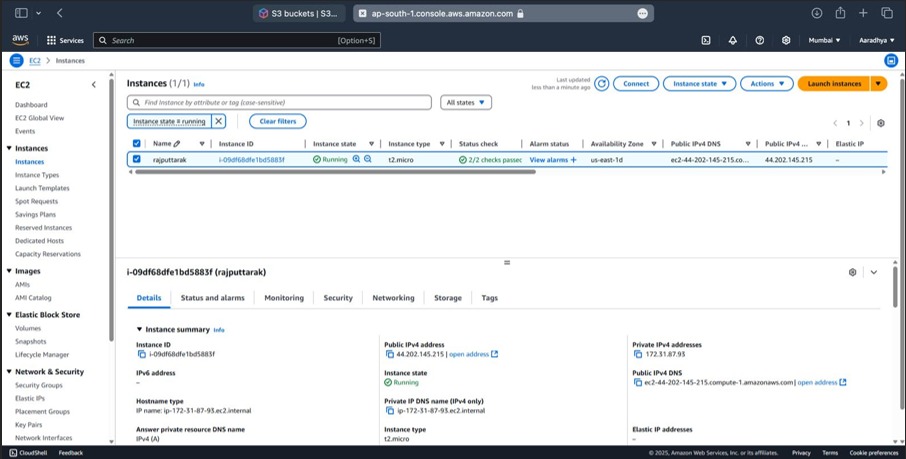 S3 buckets | S3...
ap-south-1.console.aws.amazon.com
aws
Services
Search
[Option+S]
Mumbai
Aaradhya
EC2 > Instances
EC2
Dashboard
EC2 Global View
Events
Instances
Instances
Instance Types
Launch Templates
Spot Requests
Savings Plans
Reserved Instances
Dedicated Hosts
Capacity Reservations
Images
AMIs
AMI Catalog
Elastic Block Store
Volumes
Snapshots
Lifecycle Manager
Network & Security
Security Groups
Elastic IPs
Placement Groups
Key Pairs
Network Interfaces
Instances (1/1) Info
Last updated
less than a minute ago
Connect
Instance state
Actions
Launch instances
Find Instance by attribute or tag (case-sensitive)
All states
Instance state = running
Clear filters
1
Name
Instance ID
Instance state
Instance type
Status check
Alarm status
Availability Zone
Public IPv4 DNS
Public IPv4 ...
Elastic IP
rajputtarak
i-09df68dfe1bd5883f
Running
t2.micro
2/2 checks passec
View alarms +
us-east-1d
ec2-44-202-145-215.co...
44.202.145.215
–
i-09df68dfe1bd5883f (rajputtarak)
Details
Status and alarms
Monitoring
Security
Networking
Storage
Tags
Instance summary Info
Instance ID
i-09df68dfe1bd5883f
Public IPv4 address
44.202.145.215 | open address
Private IPv4 addresses
172.31.87.93
IPv6 address
–
Instance state
Running
Public IPv4 DNS
ec2-44-202-145-215.compute-1.amazonaws.com | open address
Hostname type
IP name: ip-172-31-87-93.ec2.internal
Private IP DNS name (IPv4 only)
ip-172-31-87-93.ec2.internal
Answer private resource DNS name
IPv4 (A)
Instance type
t2.micro
Elastic IP addresses
–
CloudShell
Feedback
© 2025, Amazon Web Services, Inc. or its affiliates.
Privacy
Terms
Cookie preferences